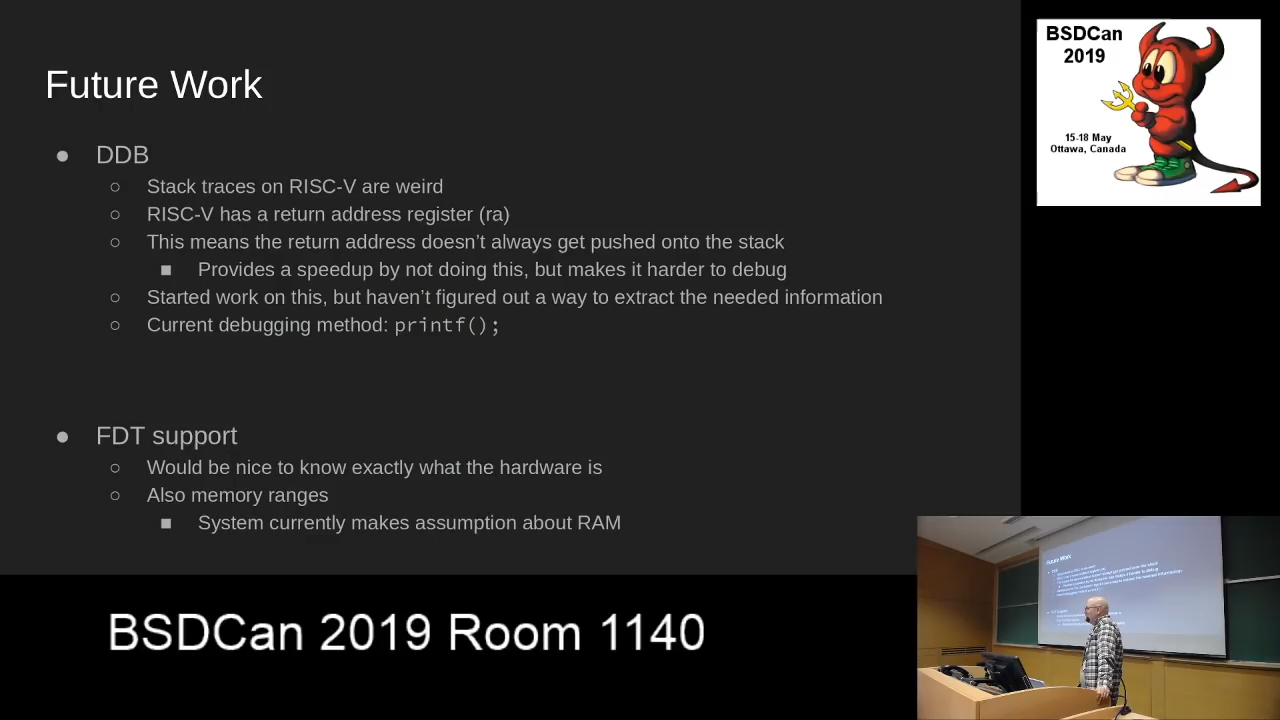 Future Work
● DDB
○ Stack traces on RISC-V are weird
○ RISC-V has a return address register (ra)
○ This means the return address doesn’t always get pushed onto the stack
■ Provides a speedup by not doing this, but makes it harder to debug
○ Started work on this, but haven’t figured out a way to extract the needed information
○ Current debugging method: printf();
● FDT support
○ Would be nice to know exactly what the hardware is
○ Also memory ranges
■ System currently makes assumption about RAM
BSDCan
2019
15-18 May
Ottawa, Canada
BSDCan 2019 Room 1140
Future Work